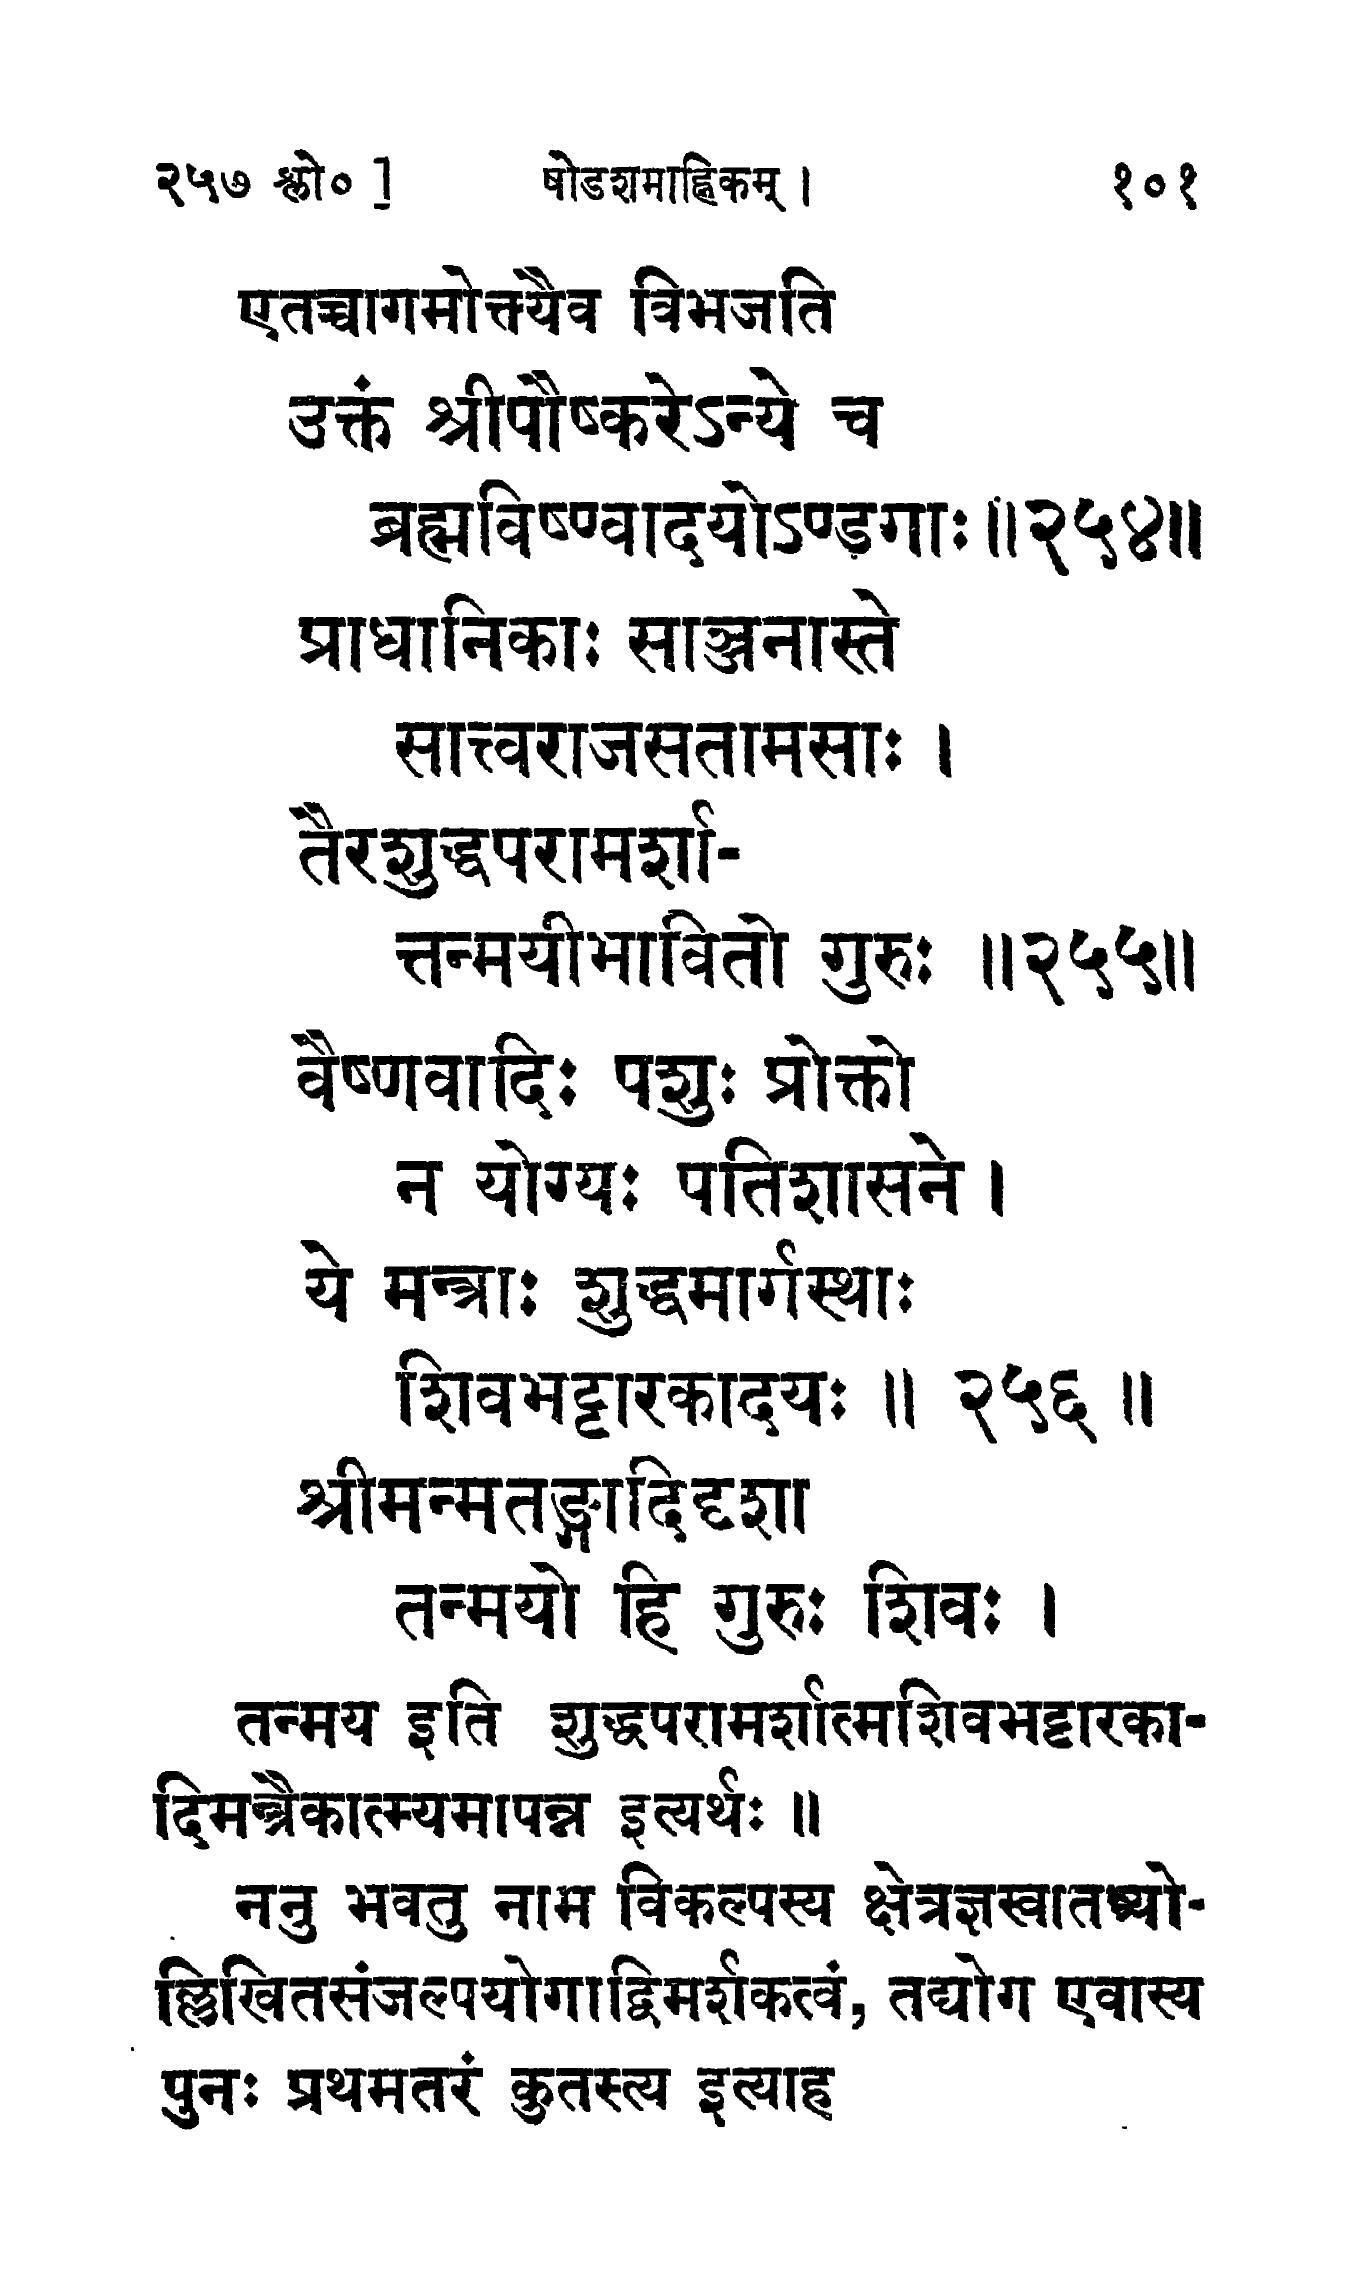 २५७ श्लो० ] षोडशमाह्निकम् । १०१
एतच्चागमोक्त्यैव विभजति
उक्तं श्रीपौष्करेऽन्ये च
ब्रह्मविष्ण्वादयोऽण्डगाः॥२५४॥
प्राधानिकाः साञ्जनास्ते
सात्त्वराजसतामसाः ।
तैरशुद्धपरामर्शा-
त्तन्मयीभावितो गुरुः ॥२५५॥
वैष्णवादिः पशुः प्रोक्तो
न योग्यः पतिशासने ।
ये मन्त्राः शुद्धमार्गस्थाः
शिवभट्टारकादयः ॥ २५६ ॥
श्रीमन्मतङ्गादिदृशा
तन्मयो हि गुरुः शिवः ।
तन्मय इति शुद्धपरामर्शात्मशिवभट्टारका-
दिमन्त्रैकात्म्यमापन्न इत्यर्थः ॥
ननु भवतु नाम विकल्पस्य क्षेत्रज्ञस्वातन्त्र्यो-
ल्लिखितसंजल्पयोगाद्विमर्शकत्वं, तद्योग एवास्य
पुनः प्रथमतरं कुतस्त्य इत्याह